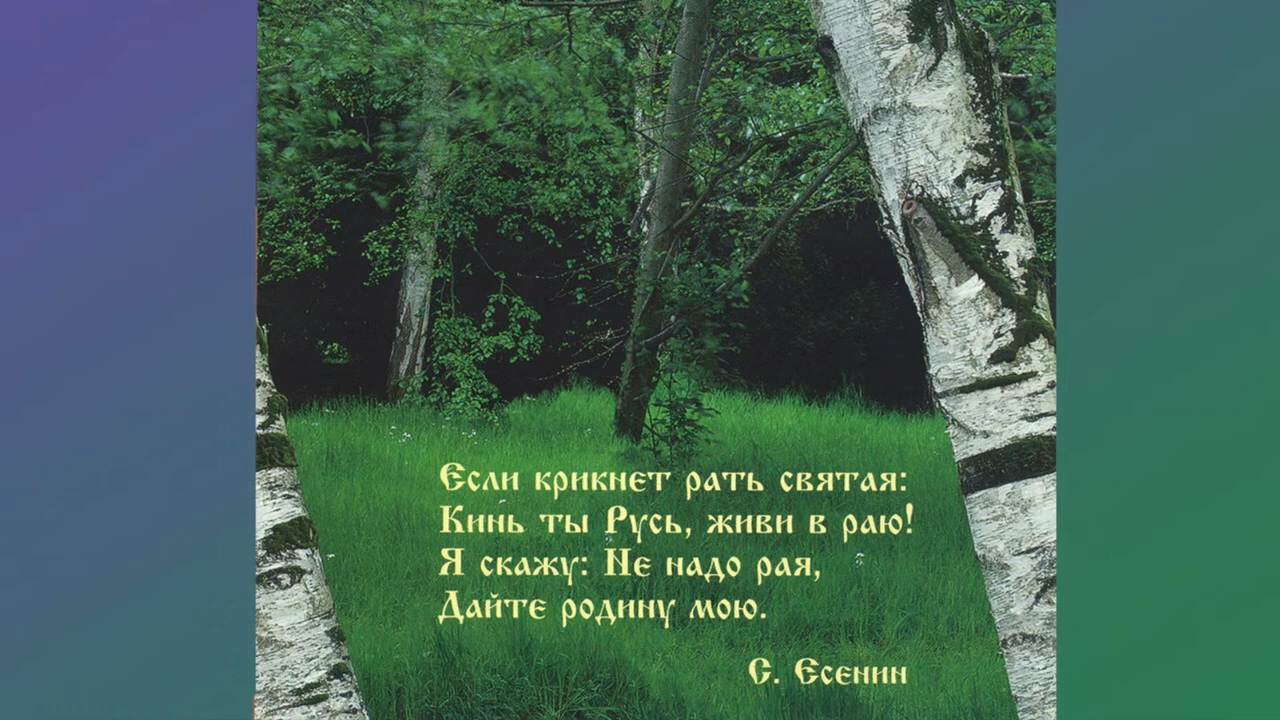 Если крикнет рать святая:
Кинь ты Русь, живи в раю!
Я скажу: Не надо рая,
Дайте родину мою.
С. Есенин